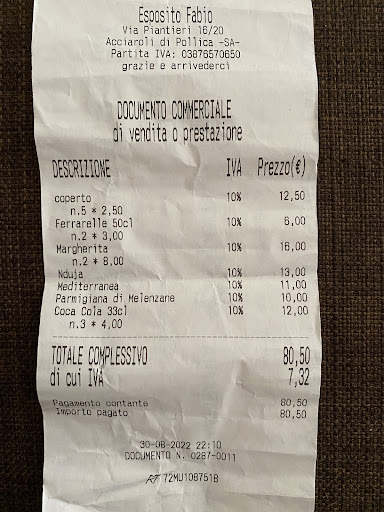 Esposito Fabio
Via Piantieri 16/20
Acciaroli di Pollica -SA-
Partita IVA: 03876570650
grazie e arrivederci
DOCUMENTO COMMERCIALE
di vendita o prestazione
DESCRIZIONE IVA Prezzo(€)
coperto 10% 12,50
n.5 * 2,50
Ferrarelle 50cl 10% 6,00
n.2 * 3,00
Margherita 10% 16,00
n.2 * 8,00
Nduja 10% 13,00
Mediterranea 10% 11,00
Parmigiana di Melenzane 10% 10,00
Coca Cola 33cl 10% 12,00
n.3 * 4,00
TOTALE COMPLESSIVO 80,50
di cui IVA 7,32
Pagamento contante 80,50
Importo pagato 80,50
30-08-2022 22:10
DOCUMENTO N. 0287-0011
RT 72MU108751B